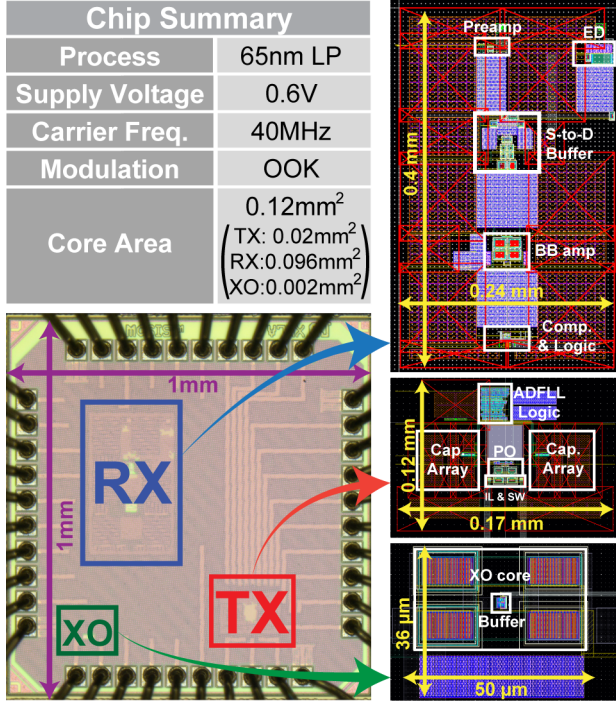 Chip Summary
Process 65nm LP
Supply Voltage 0.6V
Carrier Freq. 40MHz
Modulation OOK
Core Area 0.12mm²
(TX: 0.02mm²
RX:0.096mm²
XO:0.002mm²)
1mm
1mm
RX
TX
XO
Preamp
ED
S-to-D
Buffer
0.4 mm
BB amp
0.24 mm
Comp.
& Logic
ADFLL
Logic
0.12 mm
Cap.
Array
PO
Cap.
Array
IL & SW
0.17 mm
XO core
Buffer
36 µm
50 µm